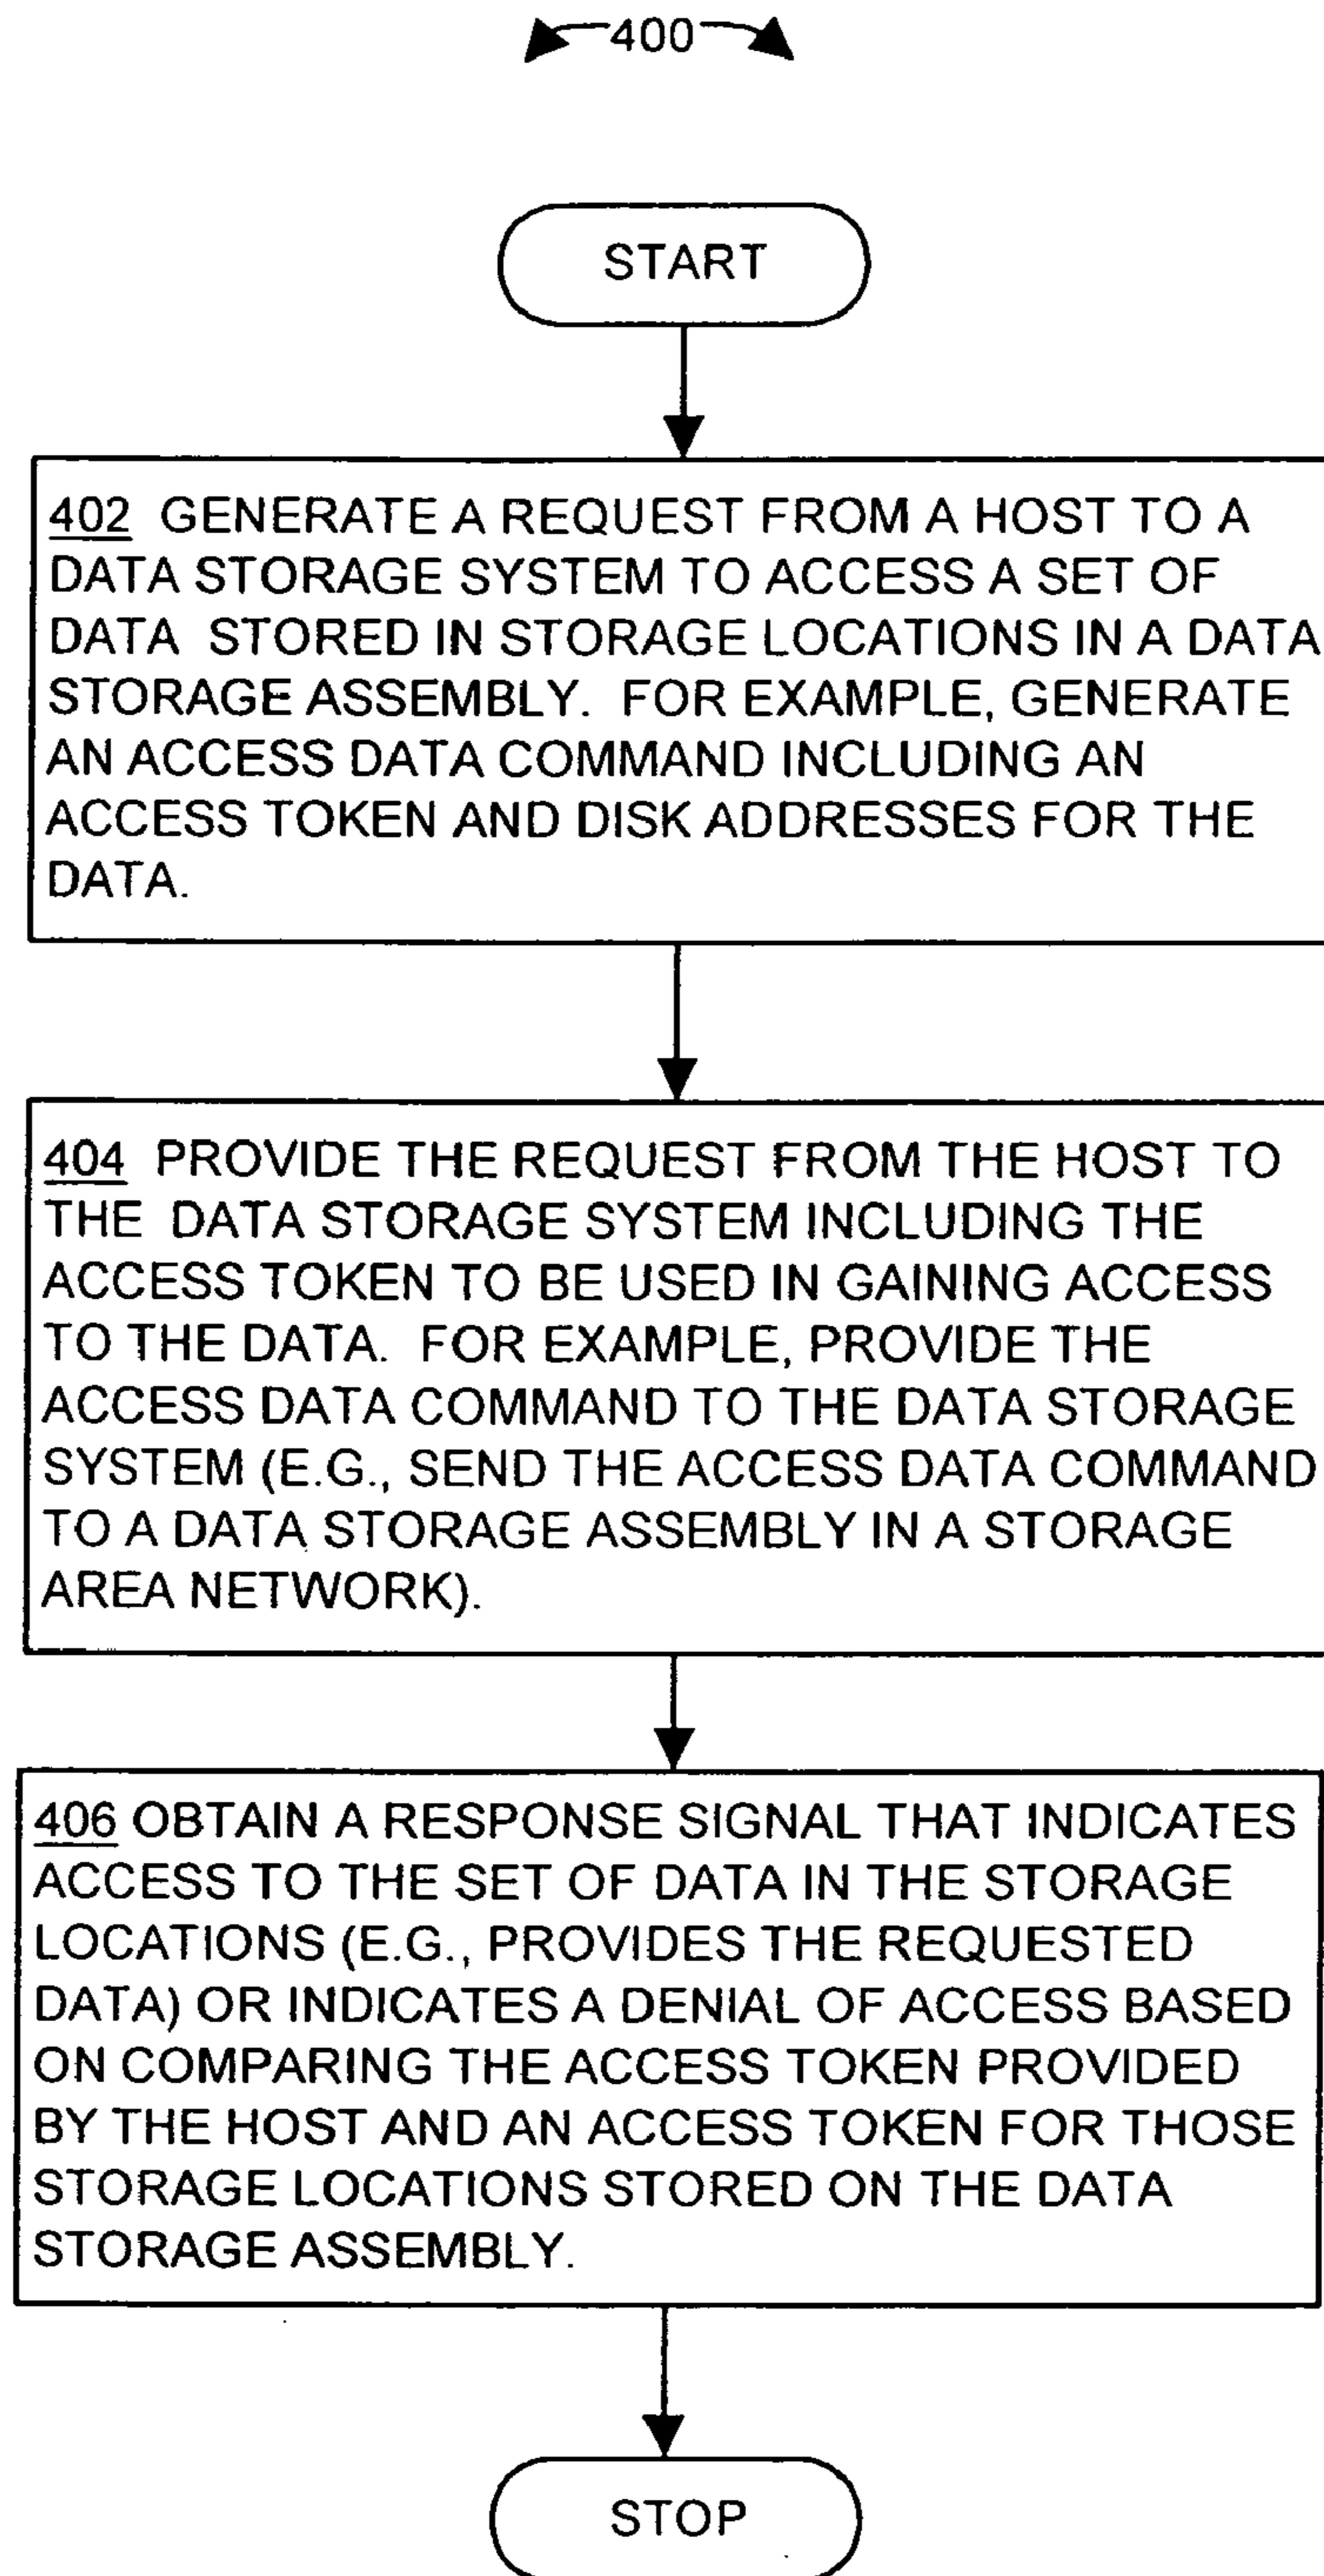 400
START
402 GENERATE A REQUEST FROM A HOST TO A
DATA STORAGE SYSTEM TO ACCESS A SET OF
DATA STORED IN STORAGE LOCATIONS IN A DATA
STORAGE ASSEMBLY. FOR EXAMPLE, GENERATE
AN ACCESS DATA COMMAND INCLUDING AN
ACCESS TOKEN AND DISK ADDRESSES FOR THE
DATA.
404 PROVIDE THE REQUEST FROM THE HOST TO
THE DATA STORAGE SYSTEM INCLUDING THE
ACCESS TOKEN TO BE USED IN GAINING ACCESS
TO THE DATA. FOR EXAMPLE, PROVIDE THE
ACCESS DATA COMMAND TO THE DATA STORAGE
SYSTEM (E.G., SEND THE ACCESS DATA COMMAND
TO A DATA STORAGE ASSEMBLY IN A STORAGE
AREA NETWORK).
406 OBTAIN A RESPONSE SIGNAL THAT INDICATES
ACCESS TO THE SET OF DATA IN THE STORAGE
LOCATIONS (E.G., PROVIDES THE REQUESTED
DATA) OR INDICATES A DENIAL OF ACCESS BASED
ON COMPARING THE ACCESS TOKEN PROVIDED
BY THE HOST AND AN ACCESS TOKEN FOR THOSE
STORAGE LOCATIONS STORED ON THE DATA
STORAGE ASSEMBLY.
STOP